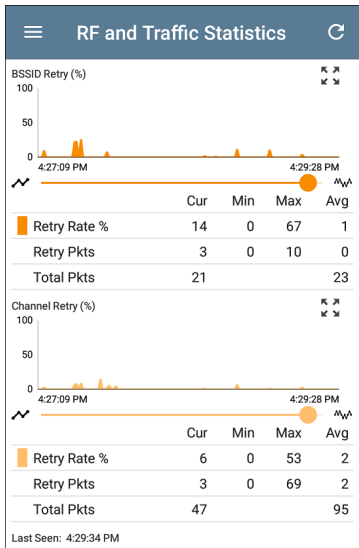 RF and Traffic Statistics
BSSID Retry (%)
100
50
0
4:27:09 PM 4:29:28 PM
Cur Min Max Avg
Retry Rate % 14 0 67 1
Retry Pkts 3 0 10 0
Total Pkts 21 23
Channel Retry (%)
100
50
0
4:27:09 PM 4:29:28 PM
Cur Min Max Avg
Retry Rate % 6 0 53 2
Retry Pkts 3 0 69 2
Total Pkts 47 95
Last Seen: 4:29:34 PM